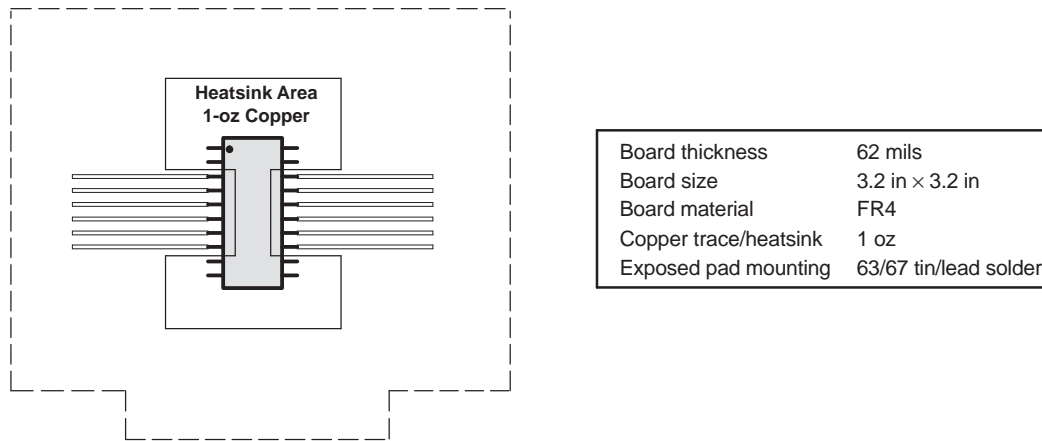 Heatsink Area
1-oz Copper
Board thickness 62 mils
Board size 3.2 in × 3.2 in
Board material FR4
Copper trace/heatsink 1 oz
Exposed pad mounting 63/67 tin/lead solder